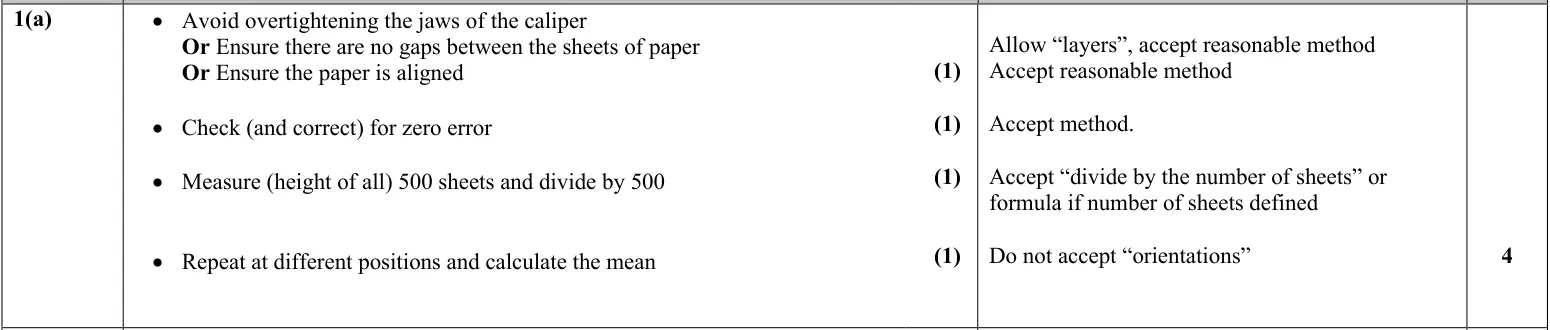 1(a)
• Avoid overtightening the jaws of the caliper
Or Ensure there are no gaps between the sheets of paper
Or Ensure the paper is aligned (1)
Allow “layers”, accept reasonable method
Accept reasonable method
• Check (and correct) for zero error (1) Accept method.
• Measure (height of all) 500 sheets and divide by 500 (1) Accept “divide by the number of sheets” or
formula if number of sheets defined
• Repeat at different positions and calculate the mean (1) Do not accept “orientations” 4